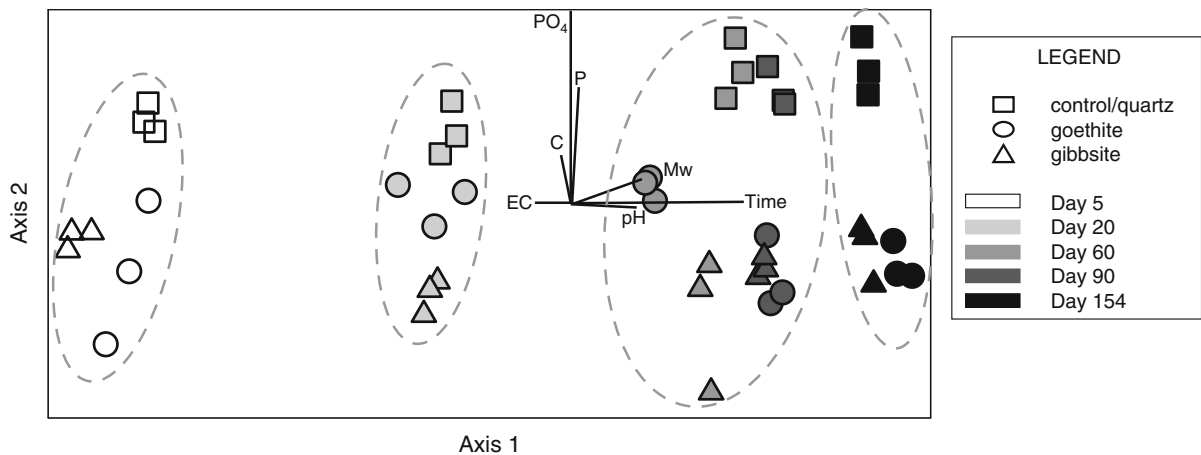 PO4
P
C
Mw
EC
Time
pH
Axis 2
Axis 1
LEGEND
control/quartz
goethite
gibbsite
Day 5
Day 20
Day 60
Day 90
Day 154